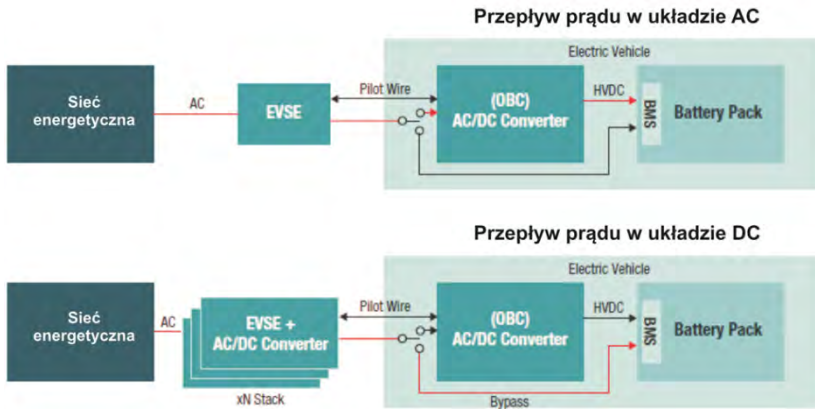 Przepływ prądu w układzie AC
Electric Vehicle
Sieć
energetyczna
AC
EVSE
Pilot Wire
(OBC)
AC/DC Converter
HVDC
BMS
Battery Pack
Przepływ prądu w układzie DC
Electric Vehicle
Sieć
energetyczna
AC
EVSE +
AC/DC Converter
xN Stack
Pilot Wire
(OBC)
AC/DC Converter
HVDC
BMS
Battery Pack
Bypass